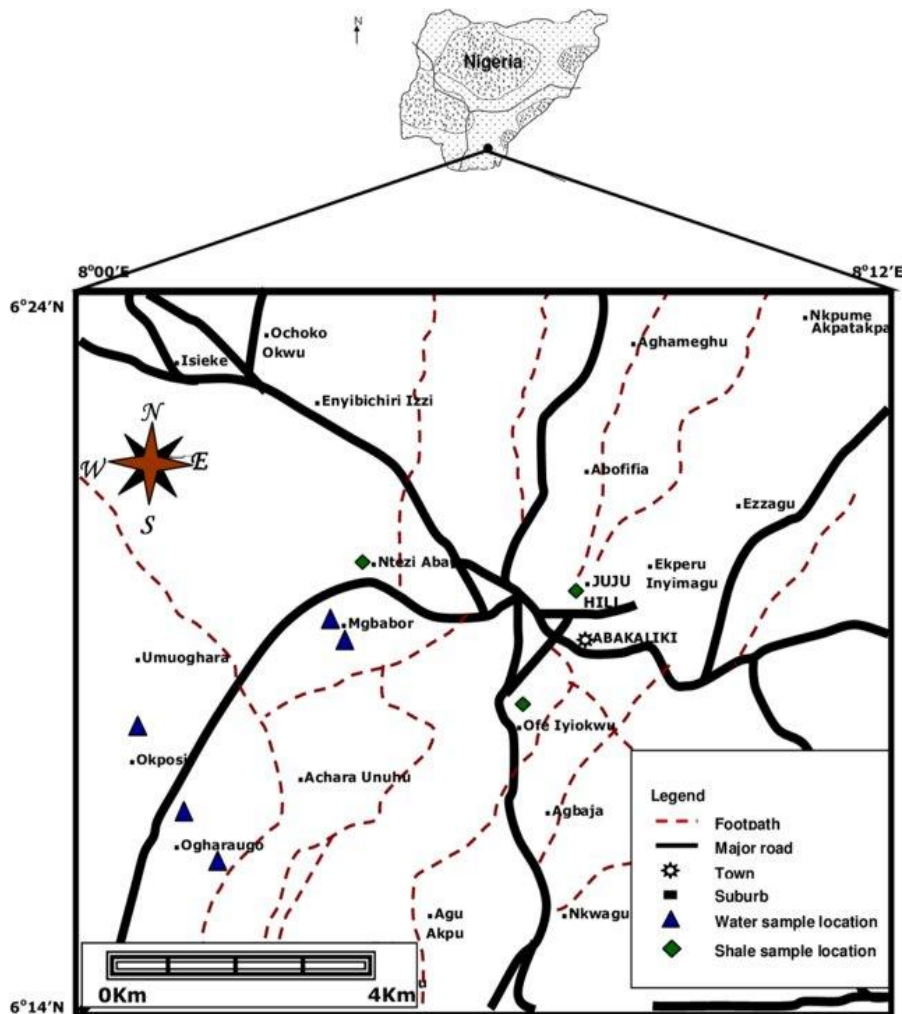 N
Nigeria
8°00'E
8°12'E
6°24'N
Nkpume
Akpatakpa
Ochoko
Okwu
Aghameghu
Isieke
Enyibichiri Izzi
N
W
E
S
Abofifia
Ezzagu
Ntezi Aba
Ekperu
Inyimagu
JUJU
HILL
Mgbabor
ABAKALIKI
Umuoghara
Ofe Iyiokwu
Okposi
Achara Unuhu
Agbaja
Ogharaugo
Agu
Akpu
Nkwagu
Legend
Footpath
Major road
Town
Suburb
Water sample location
Shale sample location
0Km
4Km
6°14'N